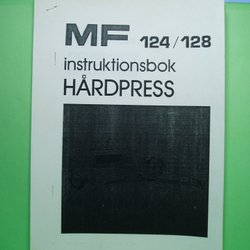 MF 124/128
instruktionsbok
HÅRDPRESS